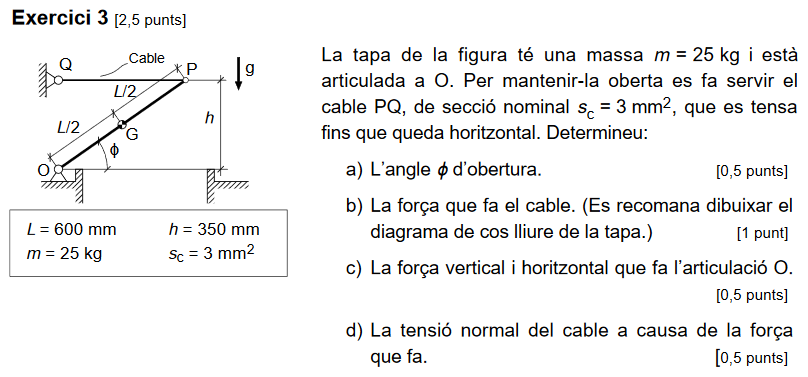 Exercici 3 [2,5 punts]
Q
Cable
P
g
L/2
h
L/2
G
O
ϕ
L = 600 mm h = 350 mm
m = 25 kg sc = 3 mm2
La tapa de la figura té una massa m = 25 kg i està
articulada a O. Per mantenir-la oberta es fa servir el
cable PQ, de secció nominal sc = 3 mm2, que es tensa
fins que queda horitzontal. Determineu:
a) L’angle ϕ d’obertura. [0,5 punts]
b) La força que fa el cable. (Es recomana dibuixar el
diagrama de cos lliure de la tapa.) [1 punt]
c) La força vertical i horitzontal que fa l’articulació O.
[0,5 punts]
d) La tensió normal del cable a causa de la força
que fa. [0,5 punts]